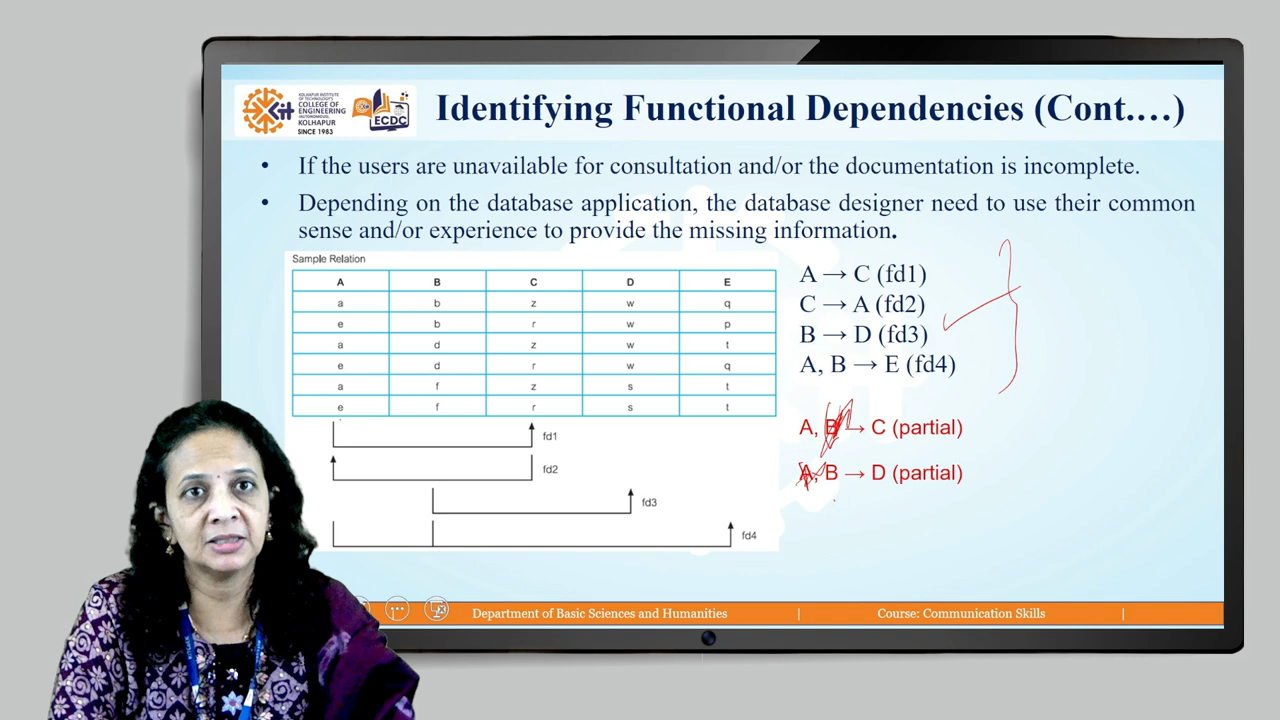 kit
KOLHAPUR INSTITUTE
OF TECHNOLOGY'S
COLLEGE OF
ENGINEERING
(AUTONOMOUS),
KOLHAPUR
SINCE 1983
ECDC
Identifying Functional Dependencies (Cont.…)
• If the users are unavailable for consultation and/or the documentation is incomplete.
• Depending on the database application, the database designer need to use their common
sense and/or experience to provide the missing information.
Sample Relation
A B C D E
a b z w q
e b r w p
a d z w t
e d r w q
a f z s t
e f r s t
fd1
fd2
fd3
fd4
A → C (fd1)
C → A (fd2)
B → D (fd3)
A, B → E (fd4)
A, B → C (partial)
A, B → D (partial)
Department of Basic Sciences and Humanities | Course: Communication Skills |